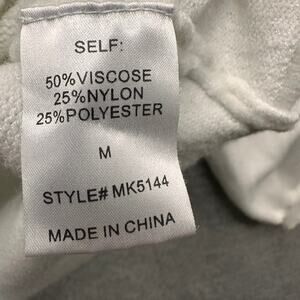 SELF:
50%VISCOSE
25%NYLON
25%POLYESTER
M
STYLE# MK5144
MADE IN CHINA